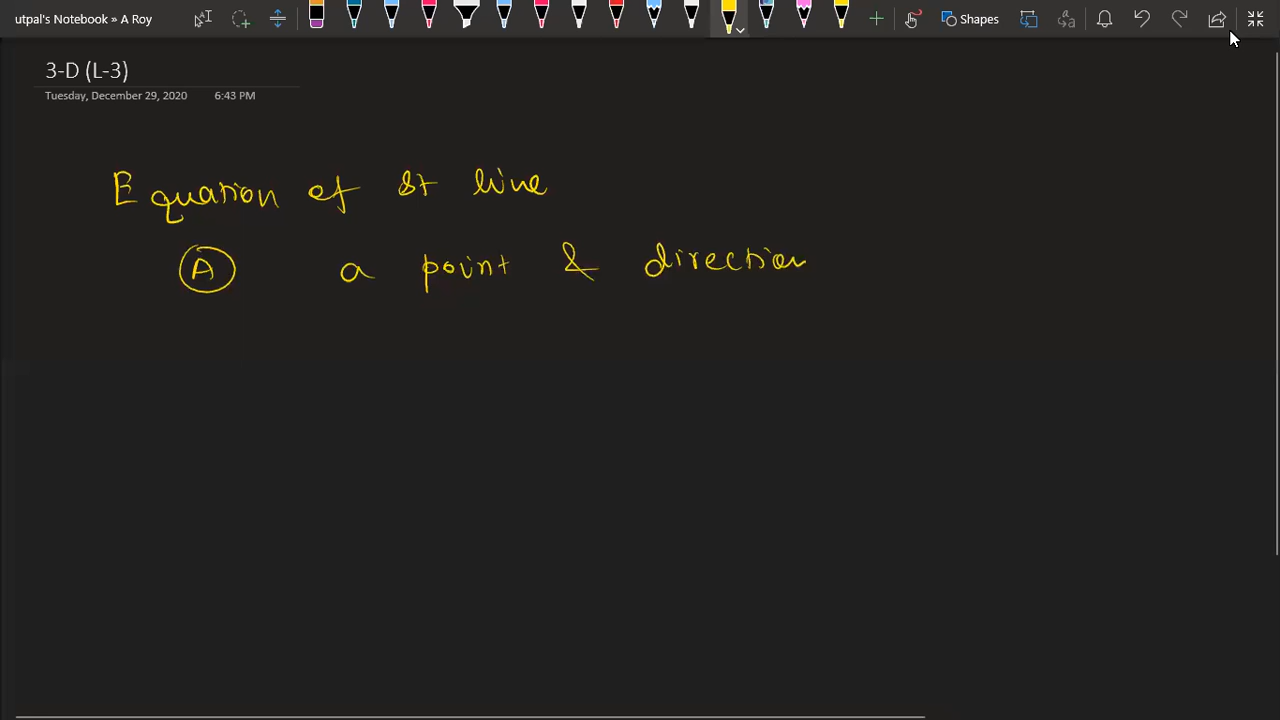 utpal's Notebook » A Roy
Shapes
3-D (L-3)
Tuesday, December 29, 2020 6:43 PM
Equation of St line
A a point & direction